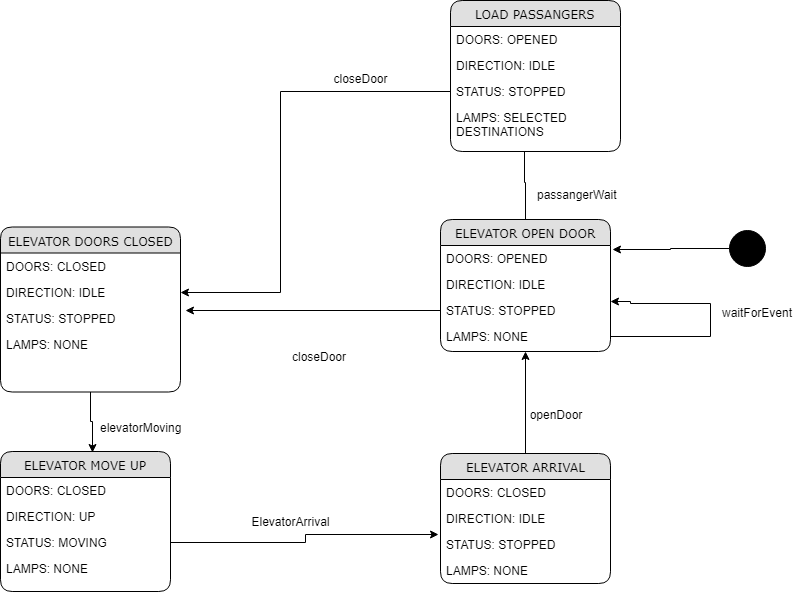 LOAD PASSANGERS
DOORS: OPENED
DIRECTION: IDLE
STATUS: STOPPED
LAMPS: SELECTED
DESTINATIONS
closeDoor
passangerWait
ELEVATOR DOORS CLOSED
DOORS: CLOSED
DIRECTION: IDLE
STATUS: STOPPED
LAMPS: NONE
ELEVATOR OPEN DOOR
DOORS: OPENED
DIRECTION: IDLE
STATUS: STOPPED
LAMPS: NONE
waitForEvent
closeDoor
elevatorMoving
openDoor
ELEVATOR MOVE UP
DOORS: CLOSED
DIRECTION: UP
STATUS: MOVING
LAMPS: NONE
ElevatorArrival
ELEVATOR ARRIVAL
DOORS: CLOSED
DIRECTION: IDLE
STATUS: STOPPED
LAMPS: NONE